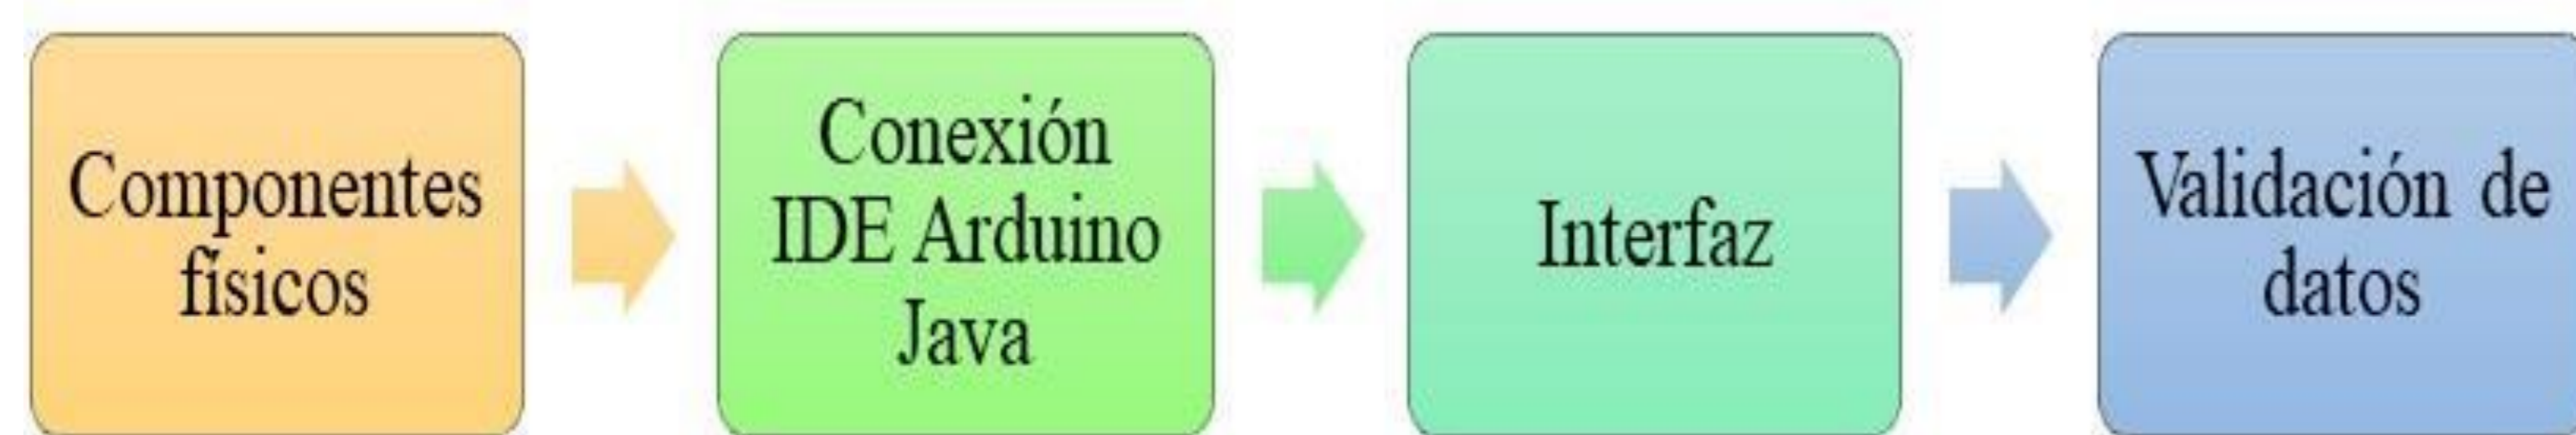 Componentes
físicos
Conexión
IDE Arduino
Java
Interfaz
Validación de
datos